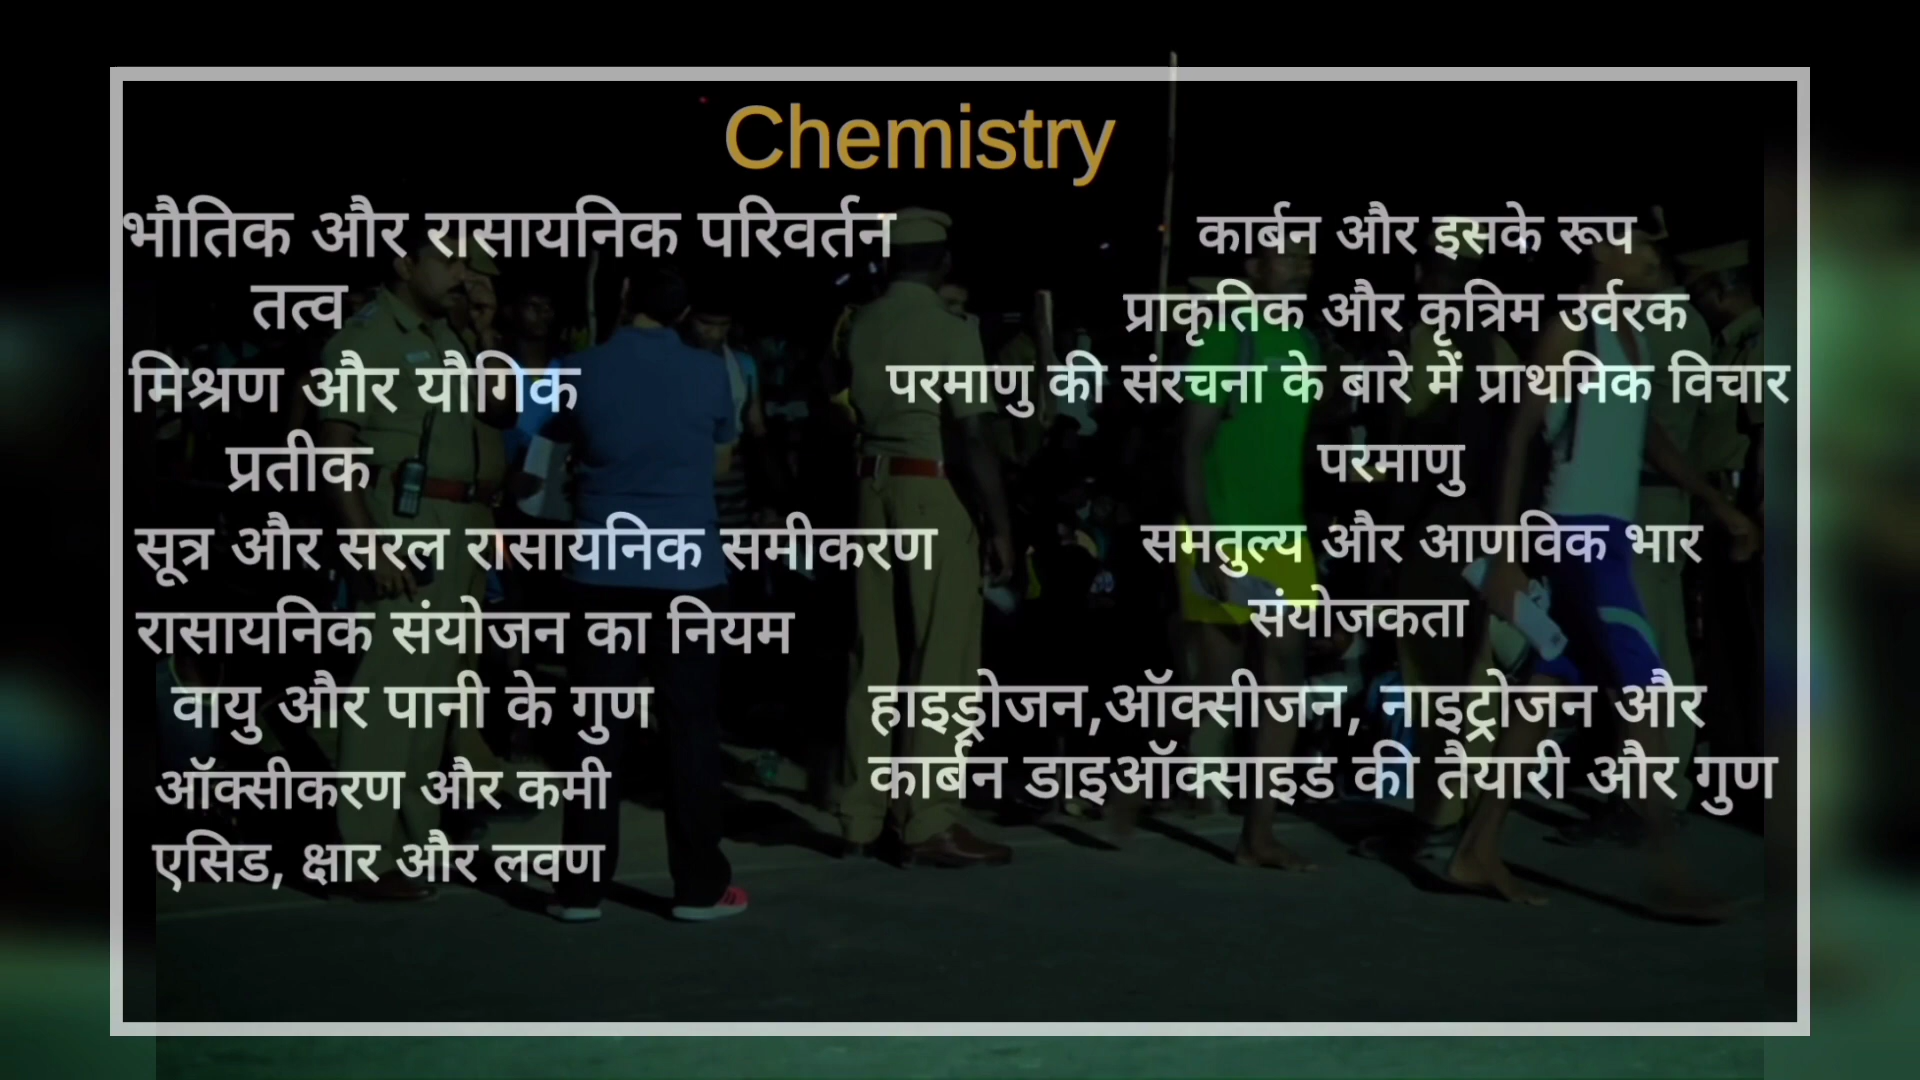 Chemistry
भौतिक और रासायनिक परिवर्तन
तत्व
मिश्रण और यौगिक
प्रतीक
सूत्र और सरल रासायनिक समीकरण
रासायनिक संयोजन का नियम
वायु और पानी के गुण
ऑक्सीकरण और कमी
एसिड, क्षार और लवण
कार्बन और इसके रूप
प्राकृतिक और कृत्रिम उर्वरक
परमाणु की संरचना के बारे में प्राथमिक विचार
परमाणु
समतुल्य और आणविक भार
संयोजकता
हाइड्रोजन,ऑक्सीजन, नाइट्रोजन और
कार्बन डाइऑक्साइड की तैयारी और गुण